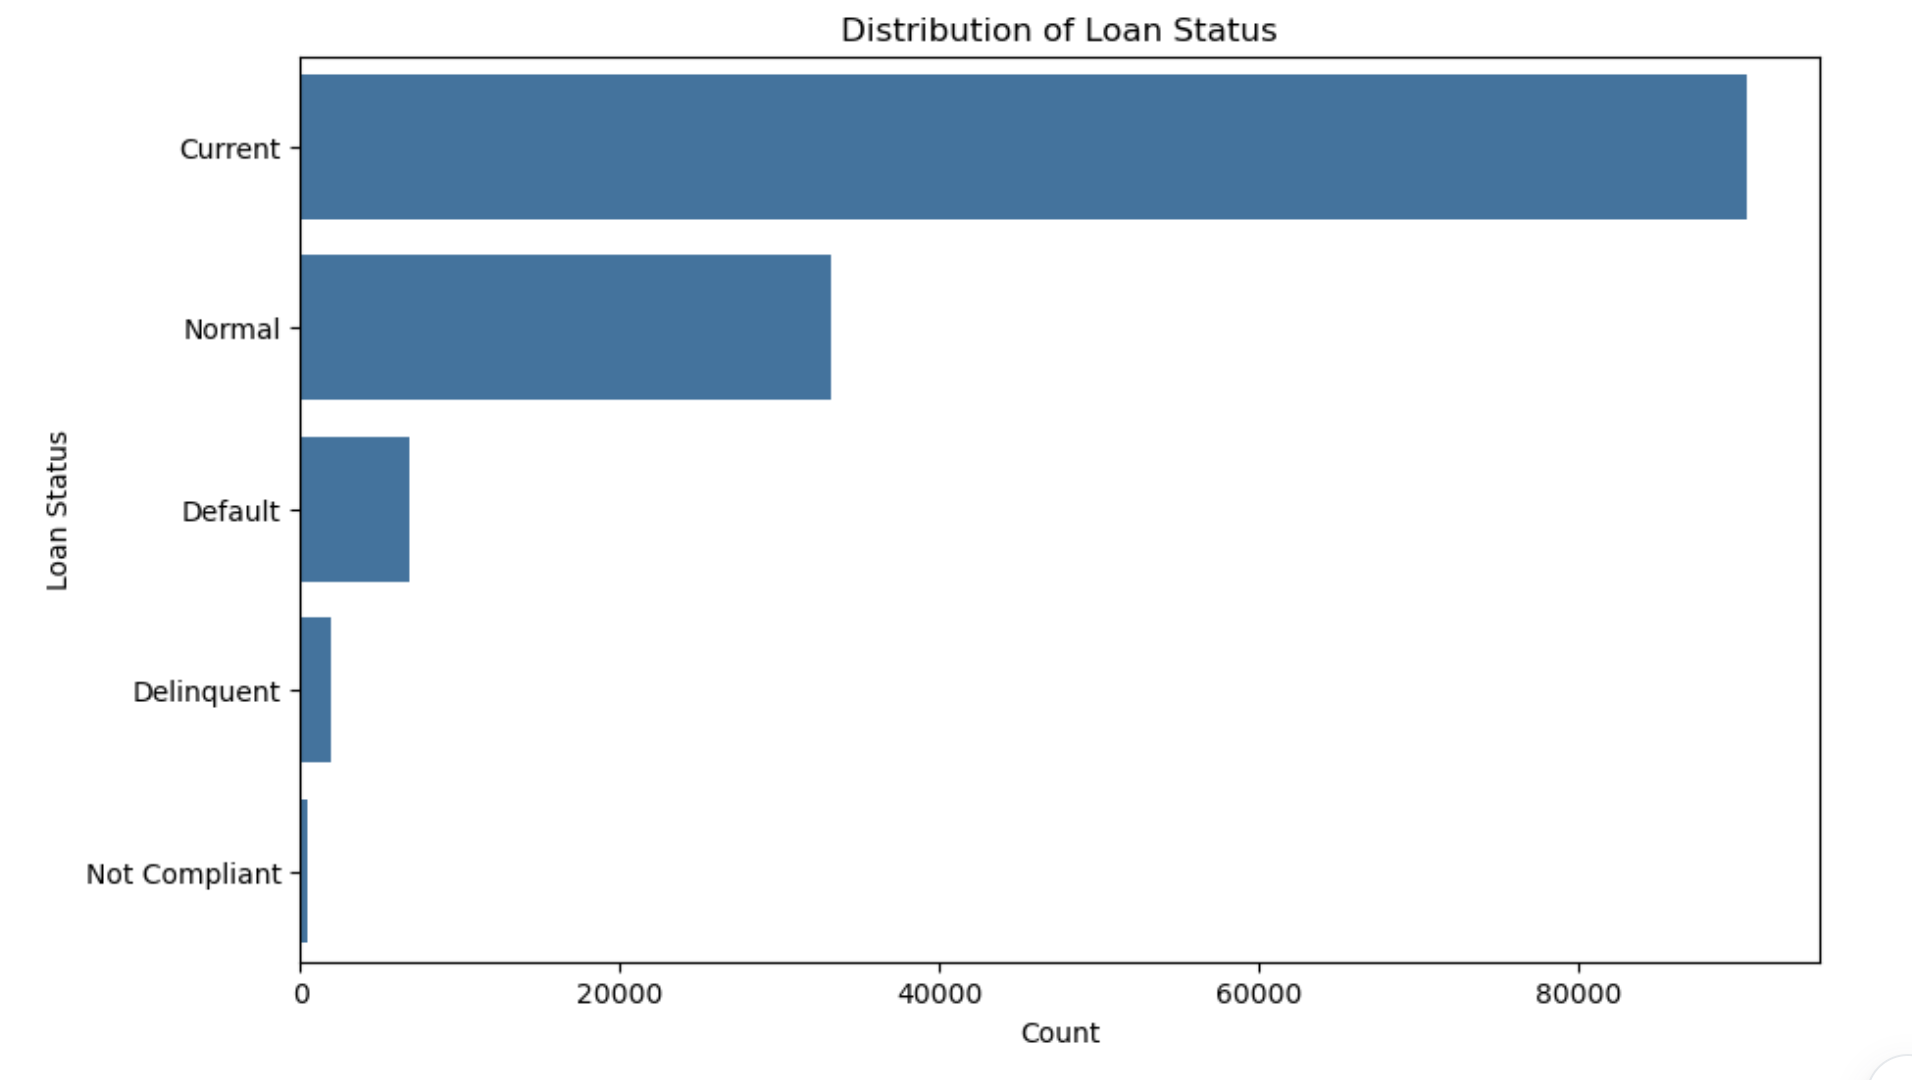 Distribution of Loan Status
Loan Status
Current
Normal
Default
Delinquent
Not Compliant
0 20000 40000 60000 80000
Count